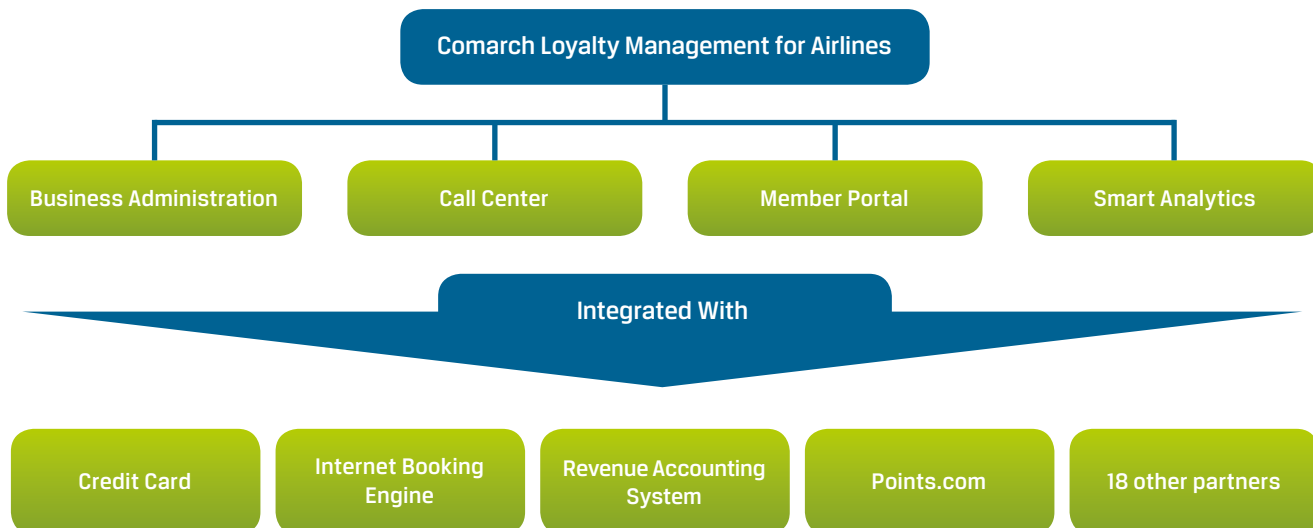 Comarch Loyalty Management for Airlines
Business Administration
Call Center
Member Portal
Smart Analytics
Integrated With
Credit Card
Internet Booking
Engine
Revenue Accounting
System
Points.com
18 other partners